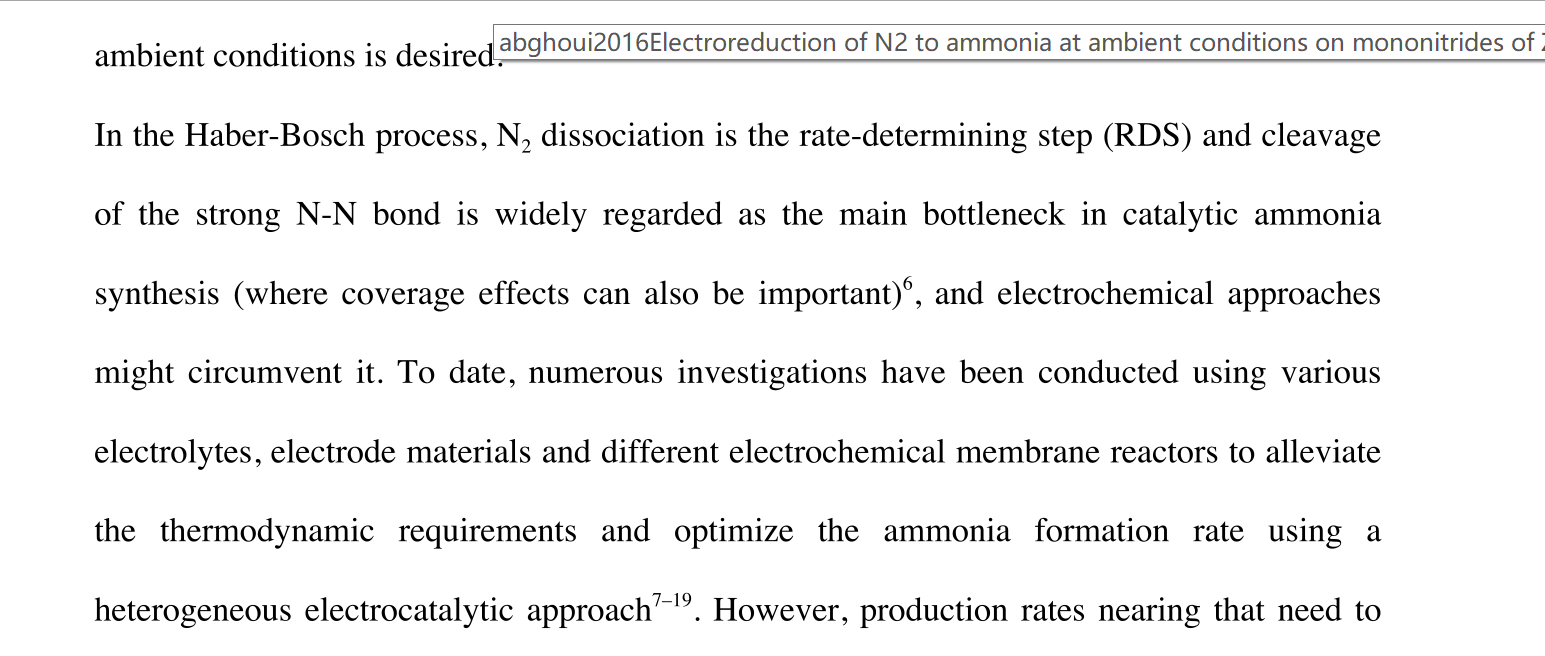 ambient conditions is desired.
abghoui2016Electroreduction of N2 to ammonia at ambient conditions on mononitrides of
In the Haber-Bosch process, N₂ dissociation is the rate-determining step (RDS) and cleavage
of the strong N-N bond is widely regarded as the main bottleneck in catalytic ammonia
synthesis (where coverage effects can also be important)⁶, and electrochemical approaches
might circumvent it. To date, numerous investigations have been conducted using various
electrolytes, electrode materials and different electrochemical membrane reactors to alleviate
the thermodynamic requirements and optimize the ammonia formation rate using a
heterogeneous electrocatalytic approach⁷⁻¹⁹. However, production rates nearing that need to